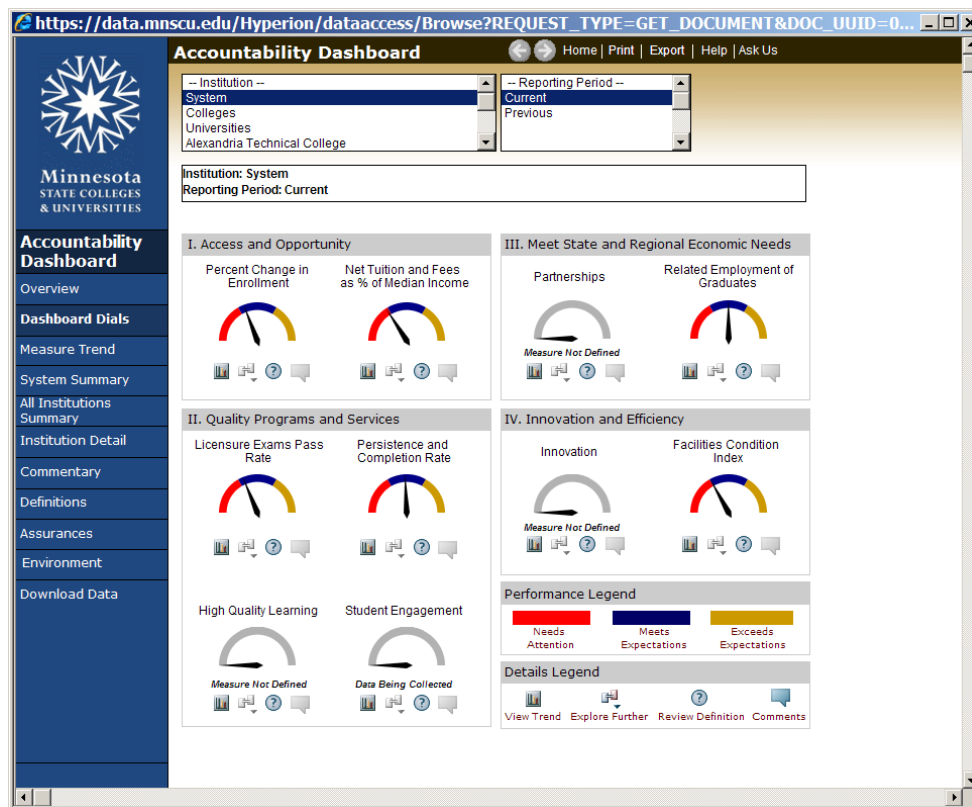 https://data.mnscu.edu/Hyperion/dataaccess/Browse?REQUEST_TYPE=GET_DOCUMENT&DOC_UUID=0...
Accountability Dashboard
Home | Print | Export | Help | Ask Us
-- Institution --
System
Colleges
Universities
Alexandria Technical College
-- Reporting Period --
Current
Previous
Minnesota
STATE COLLEGES
& UNIVERSITIES
Institution: System
Reporting Period: Current
Accountability
Dashboard
Overview
Dashboard Dials
Measure Trend
System Summary
All Institutions
Summary
Institution Detail
Commentary
Definitions
Assurances
Environment
Download Data
I. Access and Opportunity
Percent Change in
Enrollment
Net Tuition and Fees
as % of Median Income
III. Meet State and Regional Economic Needs
Partnerships
Measure Not Defined
Related Employment of
Graduates
II. Quality Programs and Services
Licensure Exams Pass
Rate
Persistence and
Completion Rate
High Quality Learning
Measure Not Defined
Student Engagement
Data Being Collected
IV. Innovation and Efficiency
Innovation
Measure Not Defined
Facilities Condition
Index
Performance Legend
Needs
Attention
Meets
Expectations
Exceeds
Expectations
Details Legend
View Trend
Explore Further
Review Definition
Comments